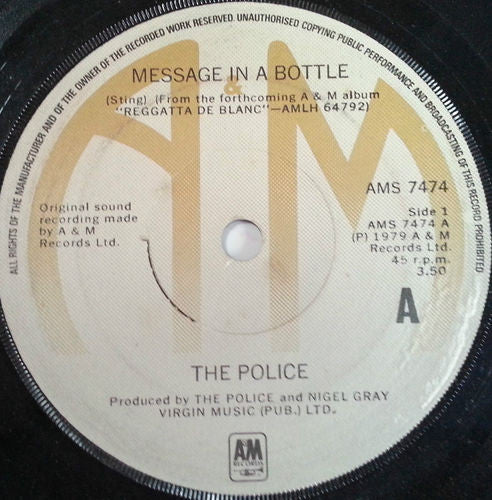 ALL RIGHTS OF THE MANUFACTURER AND OF THE OWNER OF THE RECORDED WORK RESERVED. UNAUTHORISED COPYING PUBLIC PERFORMANCE AND BROADCASTING OF THIS RECORD PROHIBITED
A&M
MESSAGE IN A BOTTLE
(Sting) (From the forthcoming A & M album
"REGGATTA DE BLANC"—AMLH 64792)
AMS 7474
Original sound
recording made
by A & M
Records Ltd.
Side 1
AMS 7474 A
(P) 1979 A & M
Records Ltd.
45 r.p.m.
3.50
A
THE POLICE
Produced by THE POLICE and NIGEL GRAY
VIRGIN MUSIC (PUB.) LTD.
A&M
RECORDS